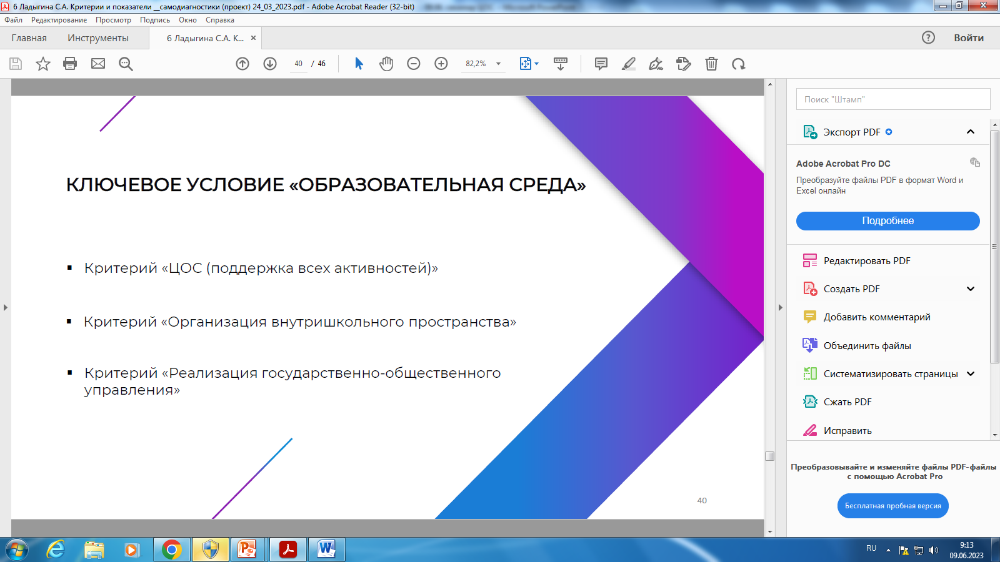 6 Ладыгина С.А. Критерии и показатели __самодиагностики (проект) 24_03_2023.pdf - Adobe Acrobat Reader (32-bit)
Файл Редактирование Просмотр Подпись Окно Справка
Главная Инструменты 6 Ладыгина С.А. К... × Войти
40 / 46 82,2%
КЛЮЧЕВОЕ УСЛОВИЕ «ОБРАЗОВАТЕЛЬНАЯ СРЕДА»
▪ Критерий «ЦОС (поддержка всех активностей)»
▪ Критерий «Организация внутришкольного пространства»
▪ Критерий «Реализация государственно-общественного
управления»
40
Поиск "Штамп"
Экспорт PDF
Adobe Acrobat Pro DC
Преобразуйте файлы PDF в формат Word и
Excel онлайн
Подробнее
Редактировать PDF
Создать PDF
Добавить комментарий
Объединить файлы
Систематизировать страницы
Сжать PDF
Исправить
Преобразовывайте и изменяйте файлы PDF-файлы
с помощью Acrobat Pro
Бесплатная пробная версия
RU
9:13
09.06.2023